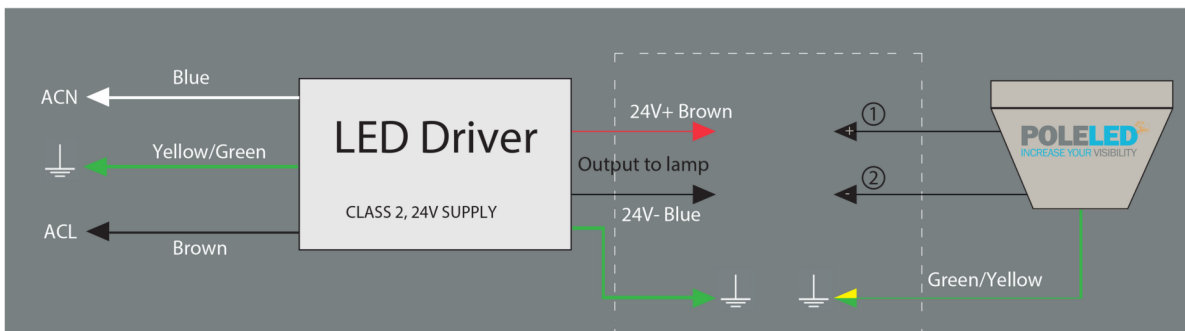 Blue
ACN
Yellow/Green
ACL
Brown
LED Driver
CLASS 2, 24V SUPPLY
24V+ Brown
Output to lamp
24V- Blue
+ 1
- 2
POLELED
INCREASE YOUR VISIBILITY
Green/Yellow